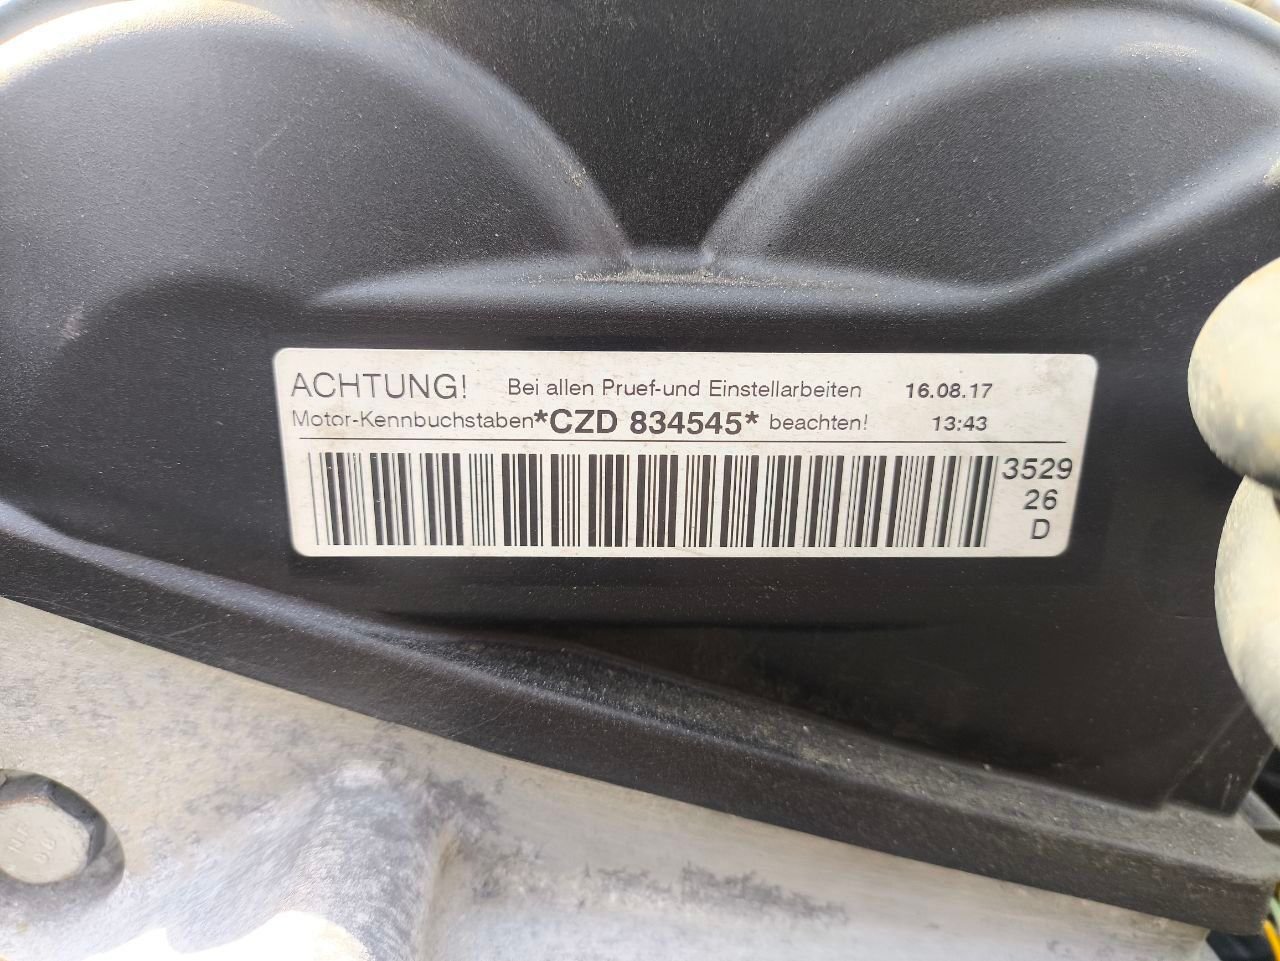 ACHTUNG! Bei allen Pruef-und Einstellarbeiten 16.08.17
Motor-Kennbuchstaben*CZD 834545* beachten! 13:43
3529
26
D